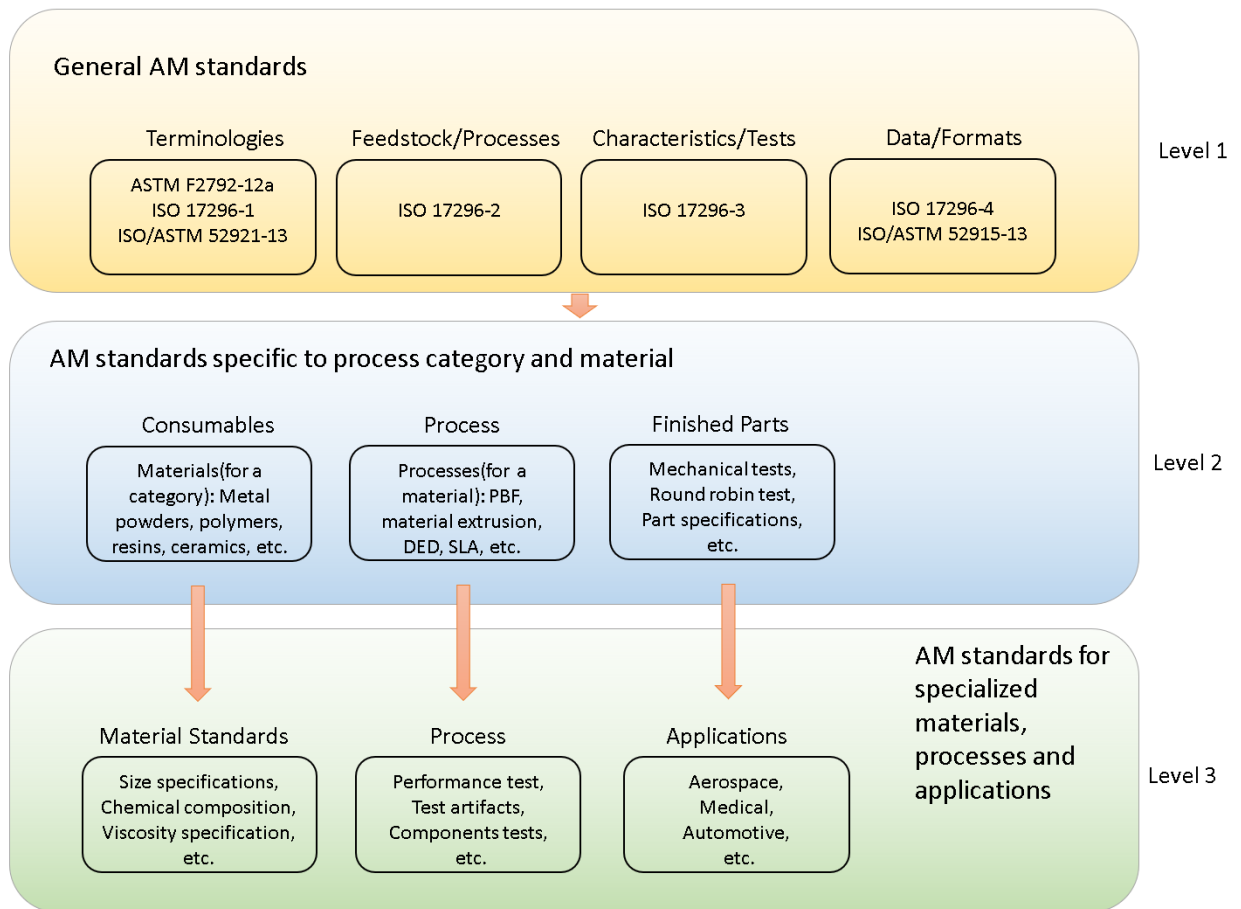 General AM standards
Terminologies
Feedstock/Processes
Characteristics/Tests
Data/Formats
Level 1
ASTM F2792-12a
ISO 17296-1
ISO/ASTM 52921-13
ISO 17296-2
ISO 17296-3
ISO 17296-4
ISO/ASTM 52915-13
AM standards specific to process category and material
Consumables
Process
Finished Parts
Level 2
Materials(for a
category): Metal
powders, polymers,
resins, ceramics, etc.
Processes(for a
material): PBF,
material extrusion,
DED, SLA, etc.
Mechanical tests,
Round robin test,
Part specifications,
etc.
AM standards for
specialized
materials,
processes and
applications
Level 3
Material Standards
Process
Applications
Size specifications,
Chemical composition,
Viscosity specification,
etc.
Performance test,
Test artifacts,
Components tests,
etc.
Aerospace,
Medical,
Automotive,
etc.